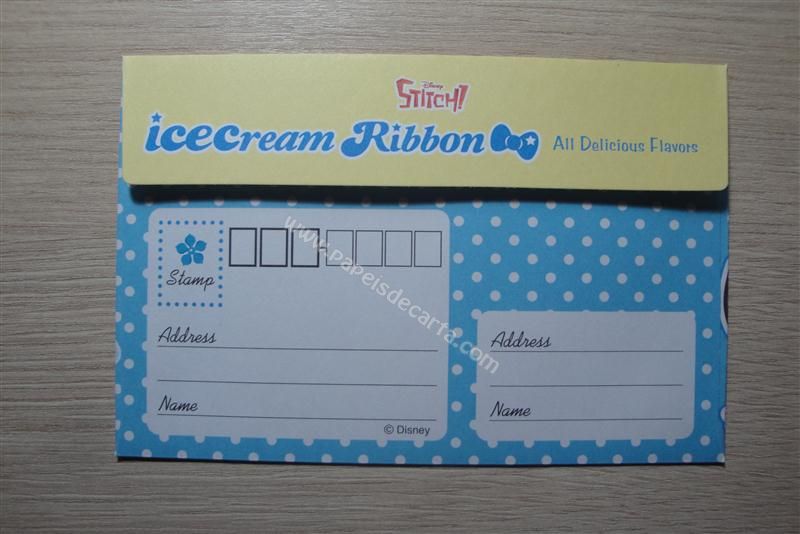 Disney
STiTCH!
icecream Ribbon
All Delicious Flavors
www.papeisdecarta.com
Stamp
Address
Name
© Disney
Address
Name